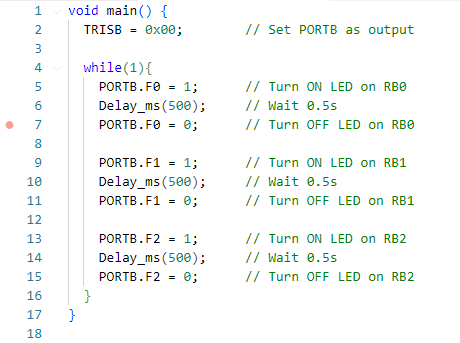 1 void main() {
2 TRISB = 0x00; // Set PORTB as output
3
4 while(1){
5 PORTB.F0 = 1; // Turn ON LED on RB0
6 Delay_ms(500); // Wait 0.5s
7 PORTB.F0 = 0; // Turn OFF LED on RB0
8
9 PORTB.F1 = 1; // Turn ON LED on RB1
10 Delay_ms(500); // Wait 0.5s
11 PORTB.F1 = 0; // Turn OFF LED on RB1
12
13 PORTB.F2 = 1; // Turn ON LED on RB2
14 Delay_ms(500); // Wait 0.5s
15 PORTB.F2 = 0; // Turn OFF LED on RB2
16 }
17 }
18